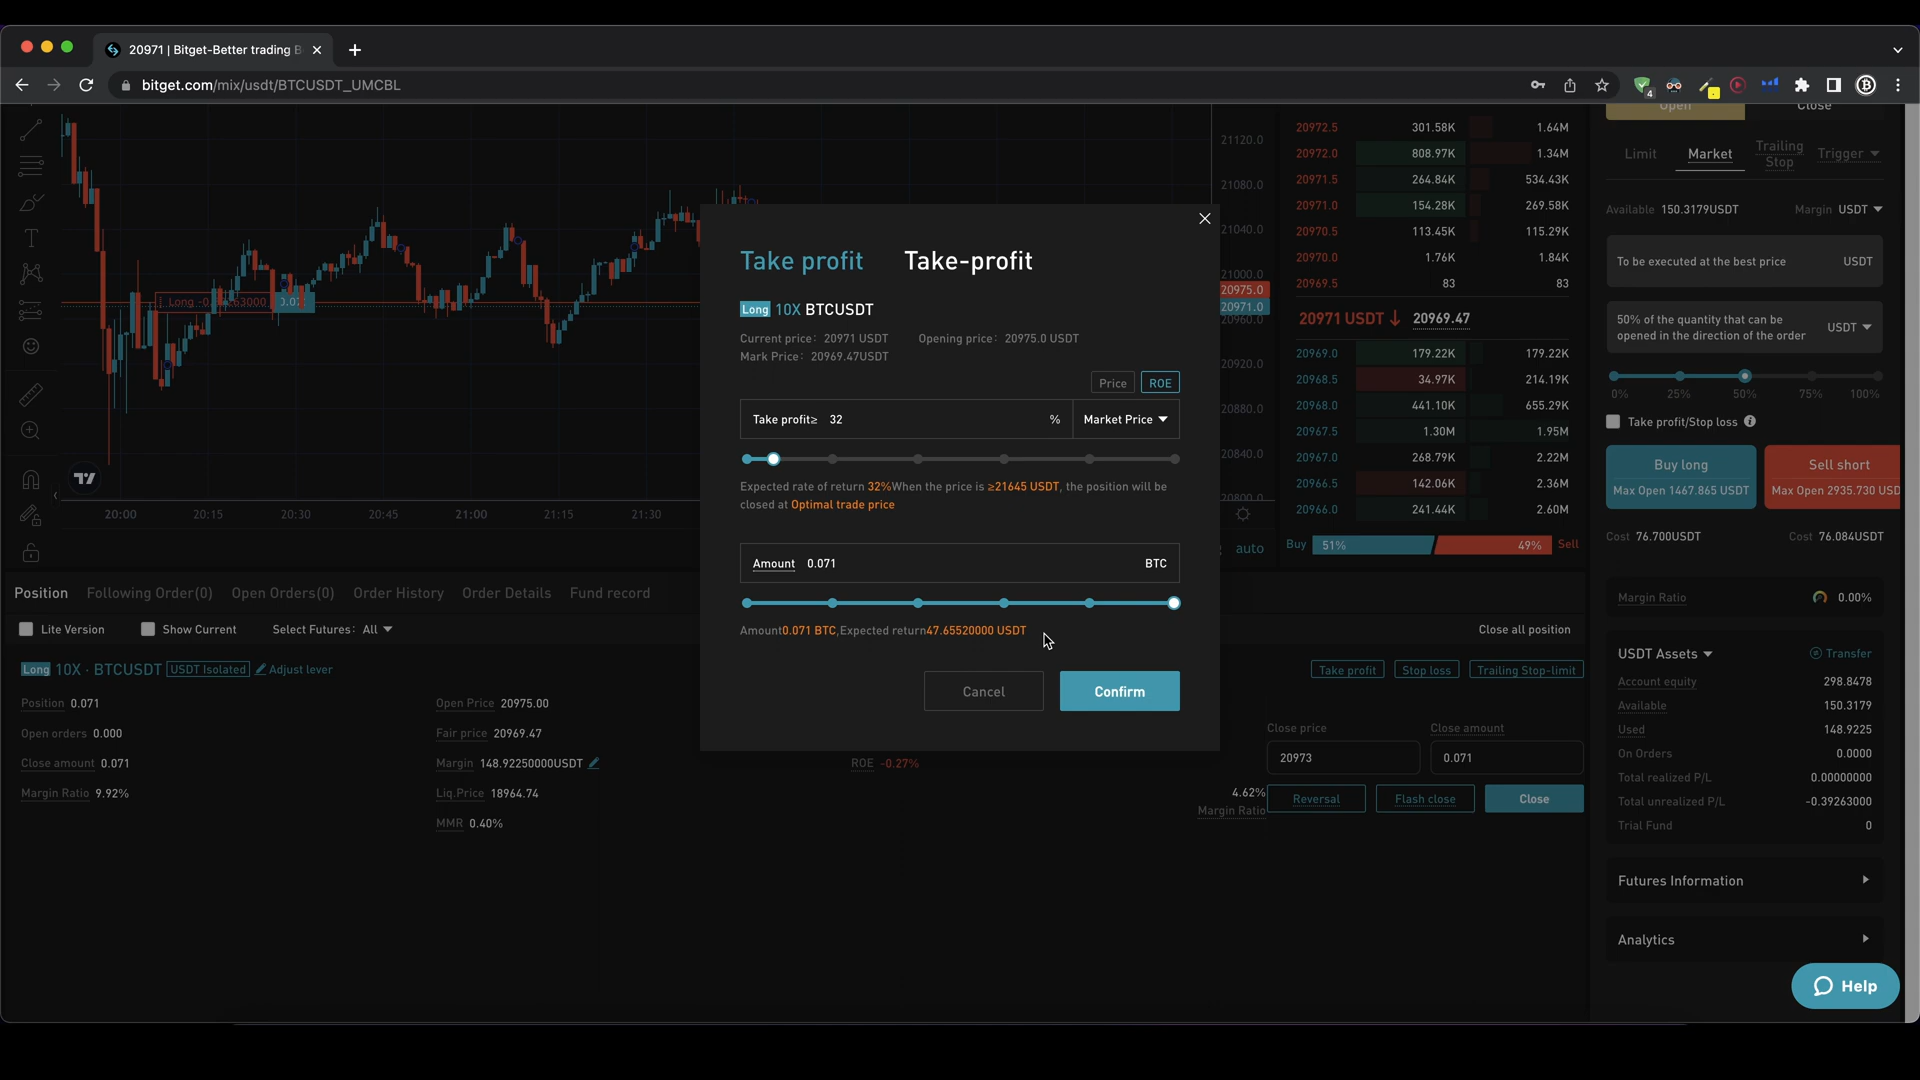 20971 | Bitget-Better trading B
bitget.com/mix/usdt/BTCUSDT_UMCBL
4
Open Close
Limit Market Trailing Stop Trigger
Available 150.3179USDT Margin USDT
To be executed at the best price USDT
50% of the quantity that can be
opened in the direction of the order USDT
0% 25% 50% 75% 100%
Take profit/Stop loss
Buy long
Max Open 1467.865 USDT
Sell short
Max Open 2935.730 USD
Cost 76.700USDT Cost 76.084USDT
Margin Ratio 0.00%
USDT Assets Transfer
Account equity 298.8478
Available 150.3179
Used 148.9225
On Orders 0.0000
Total realized P/L 0.00000000
Total unrealized P/L -0.39263000
Trial Fund 0
Futures Information
Analytics
Help
20972.5 301.58K 1.64M
20972.0 808.97K 1.34M
20971.5 264.84K 534.43K
20971.0 154.28K 269.58K
20970.5 113.45K 115.29K
20970.0 1.76K 1.84K
20969.5 83 83
20971 USDT 20969.47
20969.0 179.22K 179.22K
20968.5 34.97K 214.19K
20968.0 441.10K 655.29K
20967.5 1.30M 1.95M
20967.0 268.79K 2.22M
20966.5 142.06K 2.36M
20966.0 241.44K 2.60M
Buy 51% 49% Sell
21120.0
21080.0
21040.0
21000.0
20975.0
20971.0
20960.0
20920.0
20880.0
20840.0
20800.0
auto
20:00 20:15 20:30 20:45 21:00 21:15 21:30
Take profit Take-profit
Long 10X BTCUSDT
Current price: 20971 USDT Opening price: 20975.0 USDT
Mark Price: 20969.47USDT
Price ROE
Take profit≥ 32 % Market Price
Expected rate of return 32%When the price is ≥21645 USDT, the position will be
closed at Optimal trade price
Amount 0.071 BTC
Amount0.071 BTC,Expected return47.65520000 USDT
Cancel Confirm
Position Following Order(0) Open Orders(0) Order History Order Details Fund record
Lite Version Show Current Select Futures: All Close all position
Long 10X · BTCUSDT USDT Isolated Adjust lever Take profit Stop loss Trailing Stop-limit
Position 0.071 Open Price 20975.00
Open orders 0.000 Fair price 20969.47
Close amount 0.071 Margin 148.92250000USDT ROE -0.27%
Margin Ratio 9.92% Liq.Price 18964.74
MMR 0.40%
Close price Close amount
20973 0.071
4.62%
Margin Ratio
Reversal Flash close Close